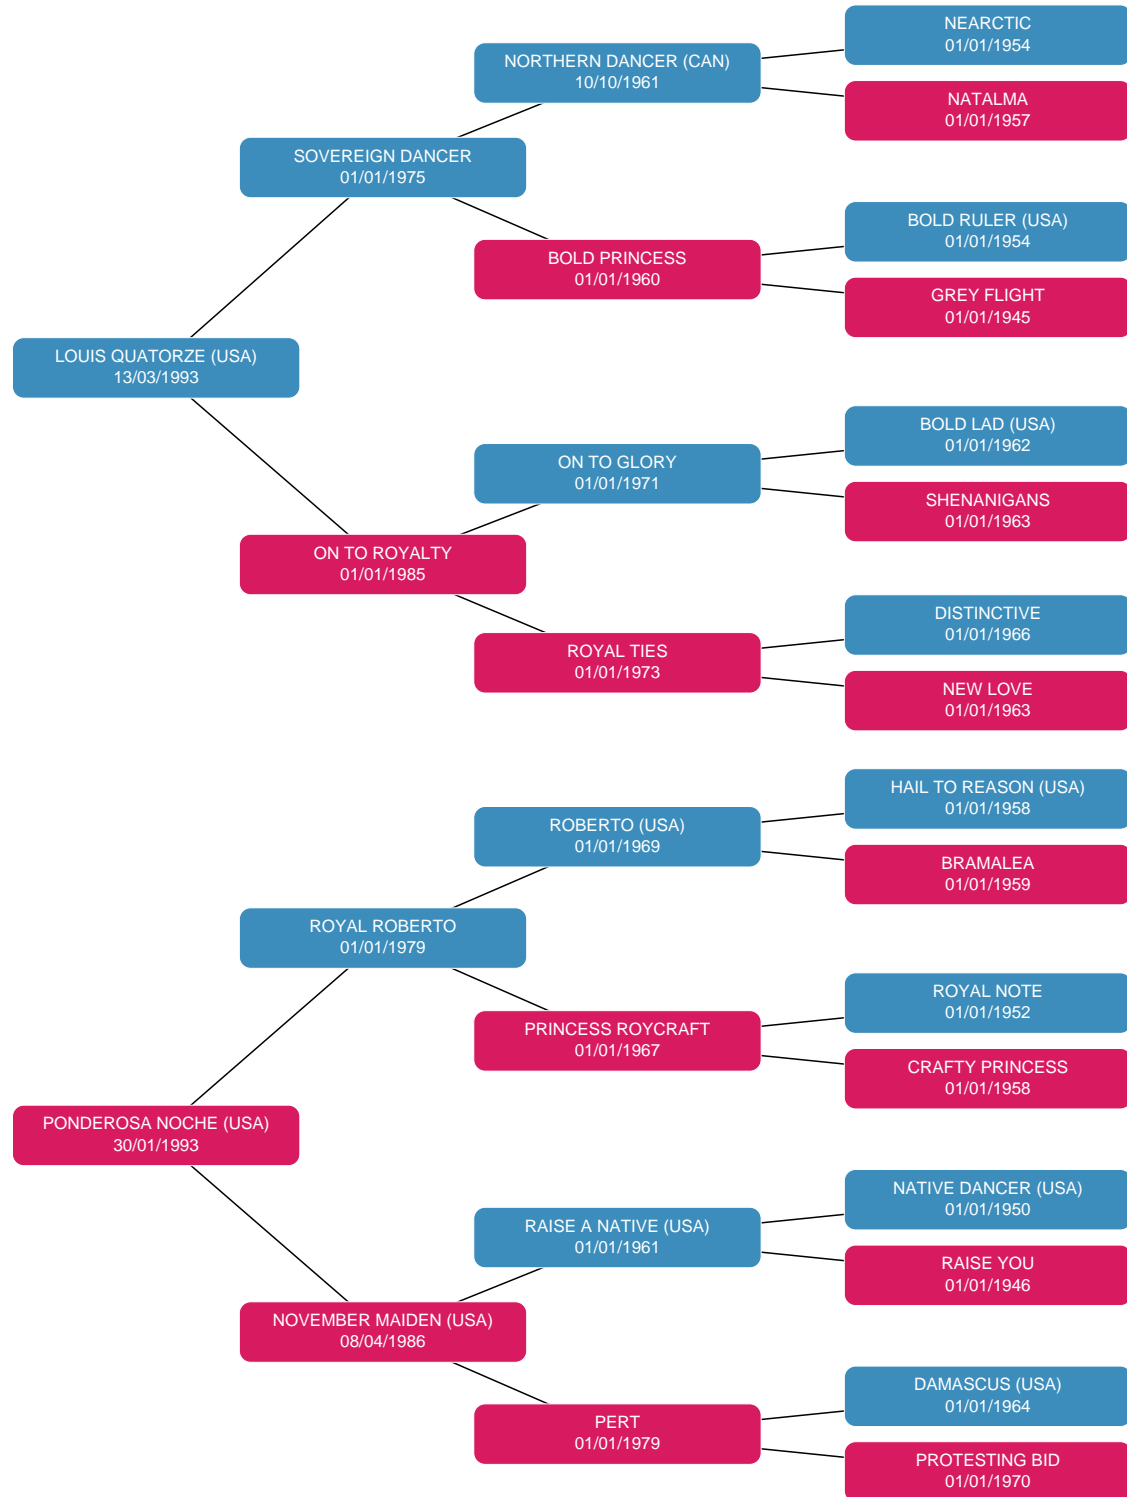 NEARCTIC
01/01/1954
NORTHERN DANCER (CAN)
10/10/1961
NATALMA
01/01/1957
SOVEREIGN DANCER
01/01/1975
BOLD RULER (USA)
01/01/1954
BOLD PRINCESS
01/01/1960
GREY FLIGHT
01/01/1945
LOUIS QUATORZE (USA)
13/03/1993
BOLD LAD (USA)
01/01/1962
ON TO GLORY
01/01/1971
SHENANIGANS
01/01/1963
ON TO ROYALTY
01/01/1985
DISTINCTIVE
01/01/1966
ROYAL TIES
01/01/1973
NEW LOVE
01/01/1963
HAIL TO REASON (USA)
01/01/1958
ROBERTO (USA)
01/01/1969
BRAMALEA
01/01/1959
ROYAL ROBERTO
01/01/1979
ROYAL NOTE
01/01/1952
PRINCESS ROYCRAFT
01/01/1967
CRAFTY PRINCESS
01/01/1958
PONDEROSA NOCHE (USA)
30/01/1993
NATIVE DANCER (USA)
01/01/1950
RAISE A NATIVE (USA)
01/01/1961
RAISE YOU
01/01/1946
NOVEMBER MAIDEN (USA)
08/04/1986
DAMASCUS (USA)
01/01/1964
PERT
01/01/1979
PROTESTING BID
01/01/1970